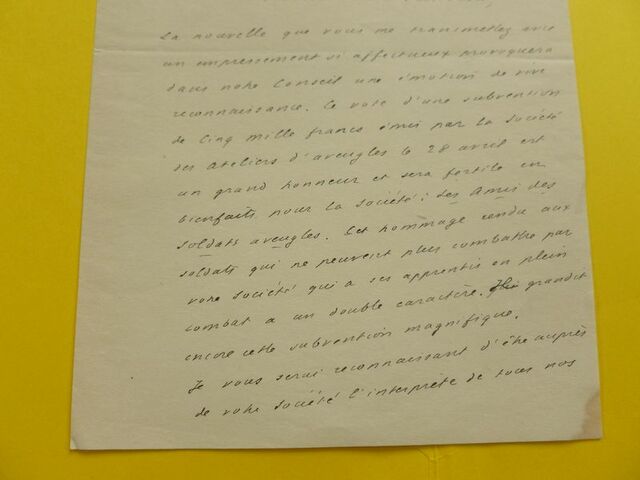 La nouvelle que vous me transmettez avec
un empressement si affectueux provoquera
dans notre Conseil une émotion de vive
reconnaissance. Ce vote d'une subvention
de Cinq mille francs émis par la Société
des Ateliers d'aveugles le 28 avril est
un grand honneur et sera fertile en
bienfaits pour la Société : Les Amis des
soldats aveugles. Cet hommage rendu aux
soldats qui ne peuvent plus combattre par
votre Société qui a ses apprentis en plein
combat a un double caractère. grandit
encore cette subvention magnifique.
Je vous serai reconnaissant d'être auprès
de votre Société l'interprète de tous nos